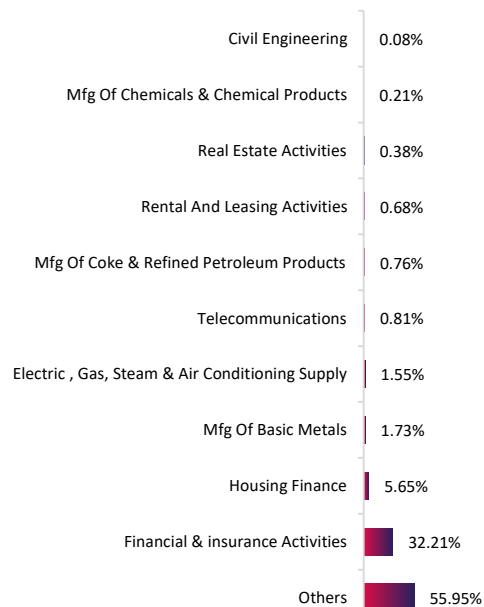 Civil Engineering 0.08%
Mfg Of Chemicals & Chemical Products 0.21%
Real Estate Activities 0.38%
Rental And Leasing Activities 0.68%
Mfg Of Coke & Refined Petroleum Products 0.76%
Telecommunications 0.81%
Electric , Gas, Steam & Air Conditioning Supply 1.55%
Mfg Of Basic Metals 1.73%
Housing Finance 5.65%
Financial & insurance Activities 32.21%
Others 55.95%